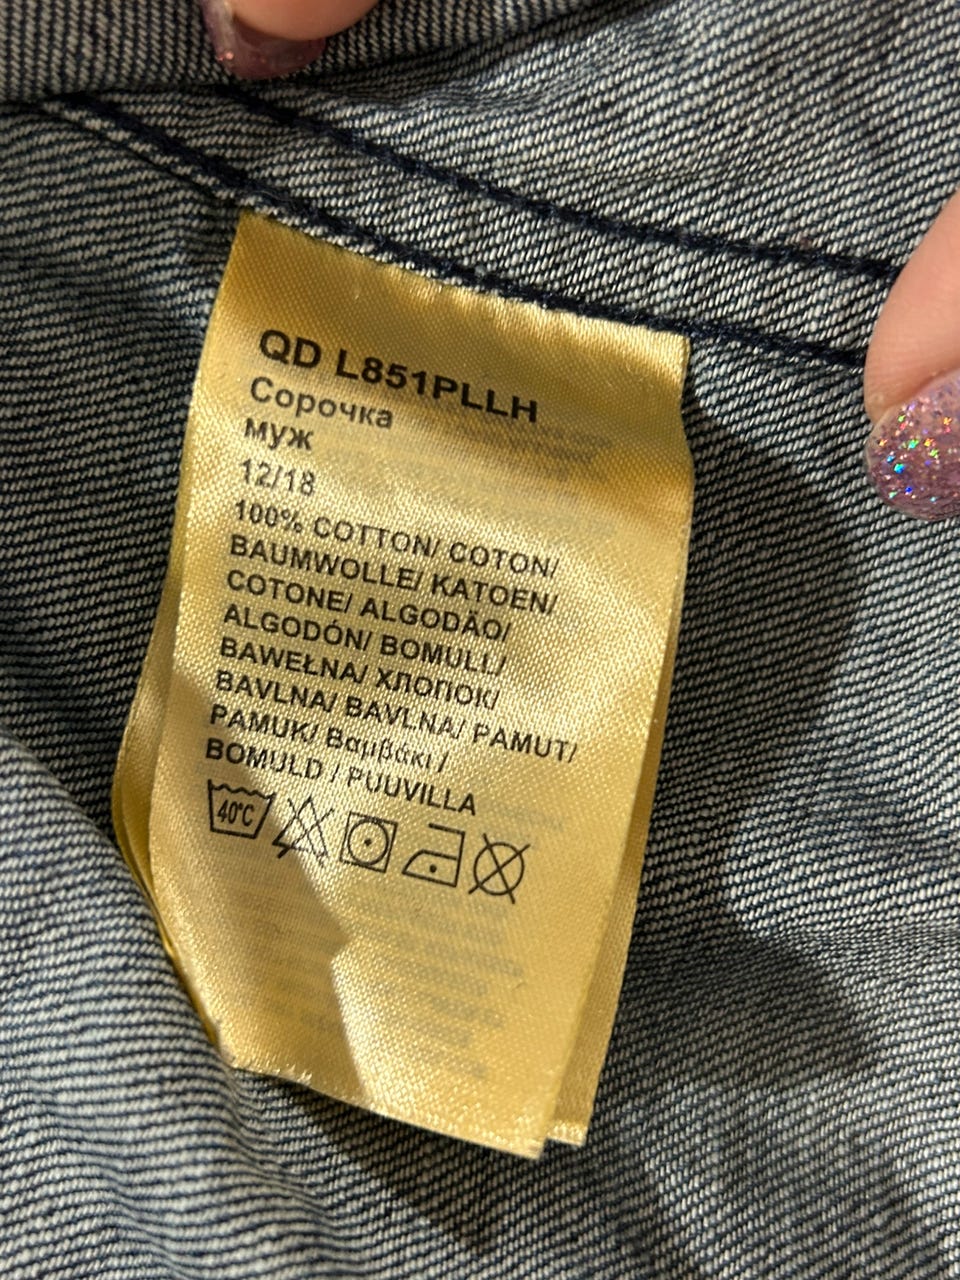 QD L851PLLH
Сорочка
муж
12/18
100% COTTON/ COTON/
BAUMWOLLE/ KATOEN/
COTONE/ ALGODÃO/
ALGODÓN/ BOMULL/
BAWEŁNA/ ХЛОПОК/
BAVLNA/ BAVLNA/ PAMUT/
PAMUK/ Βαμβάκι /
BOMULD / PUUVILLA
40°C